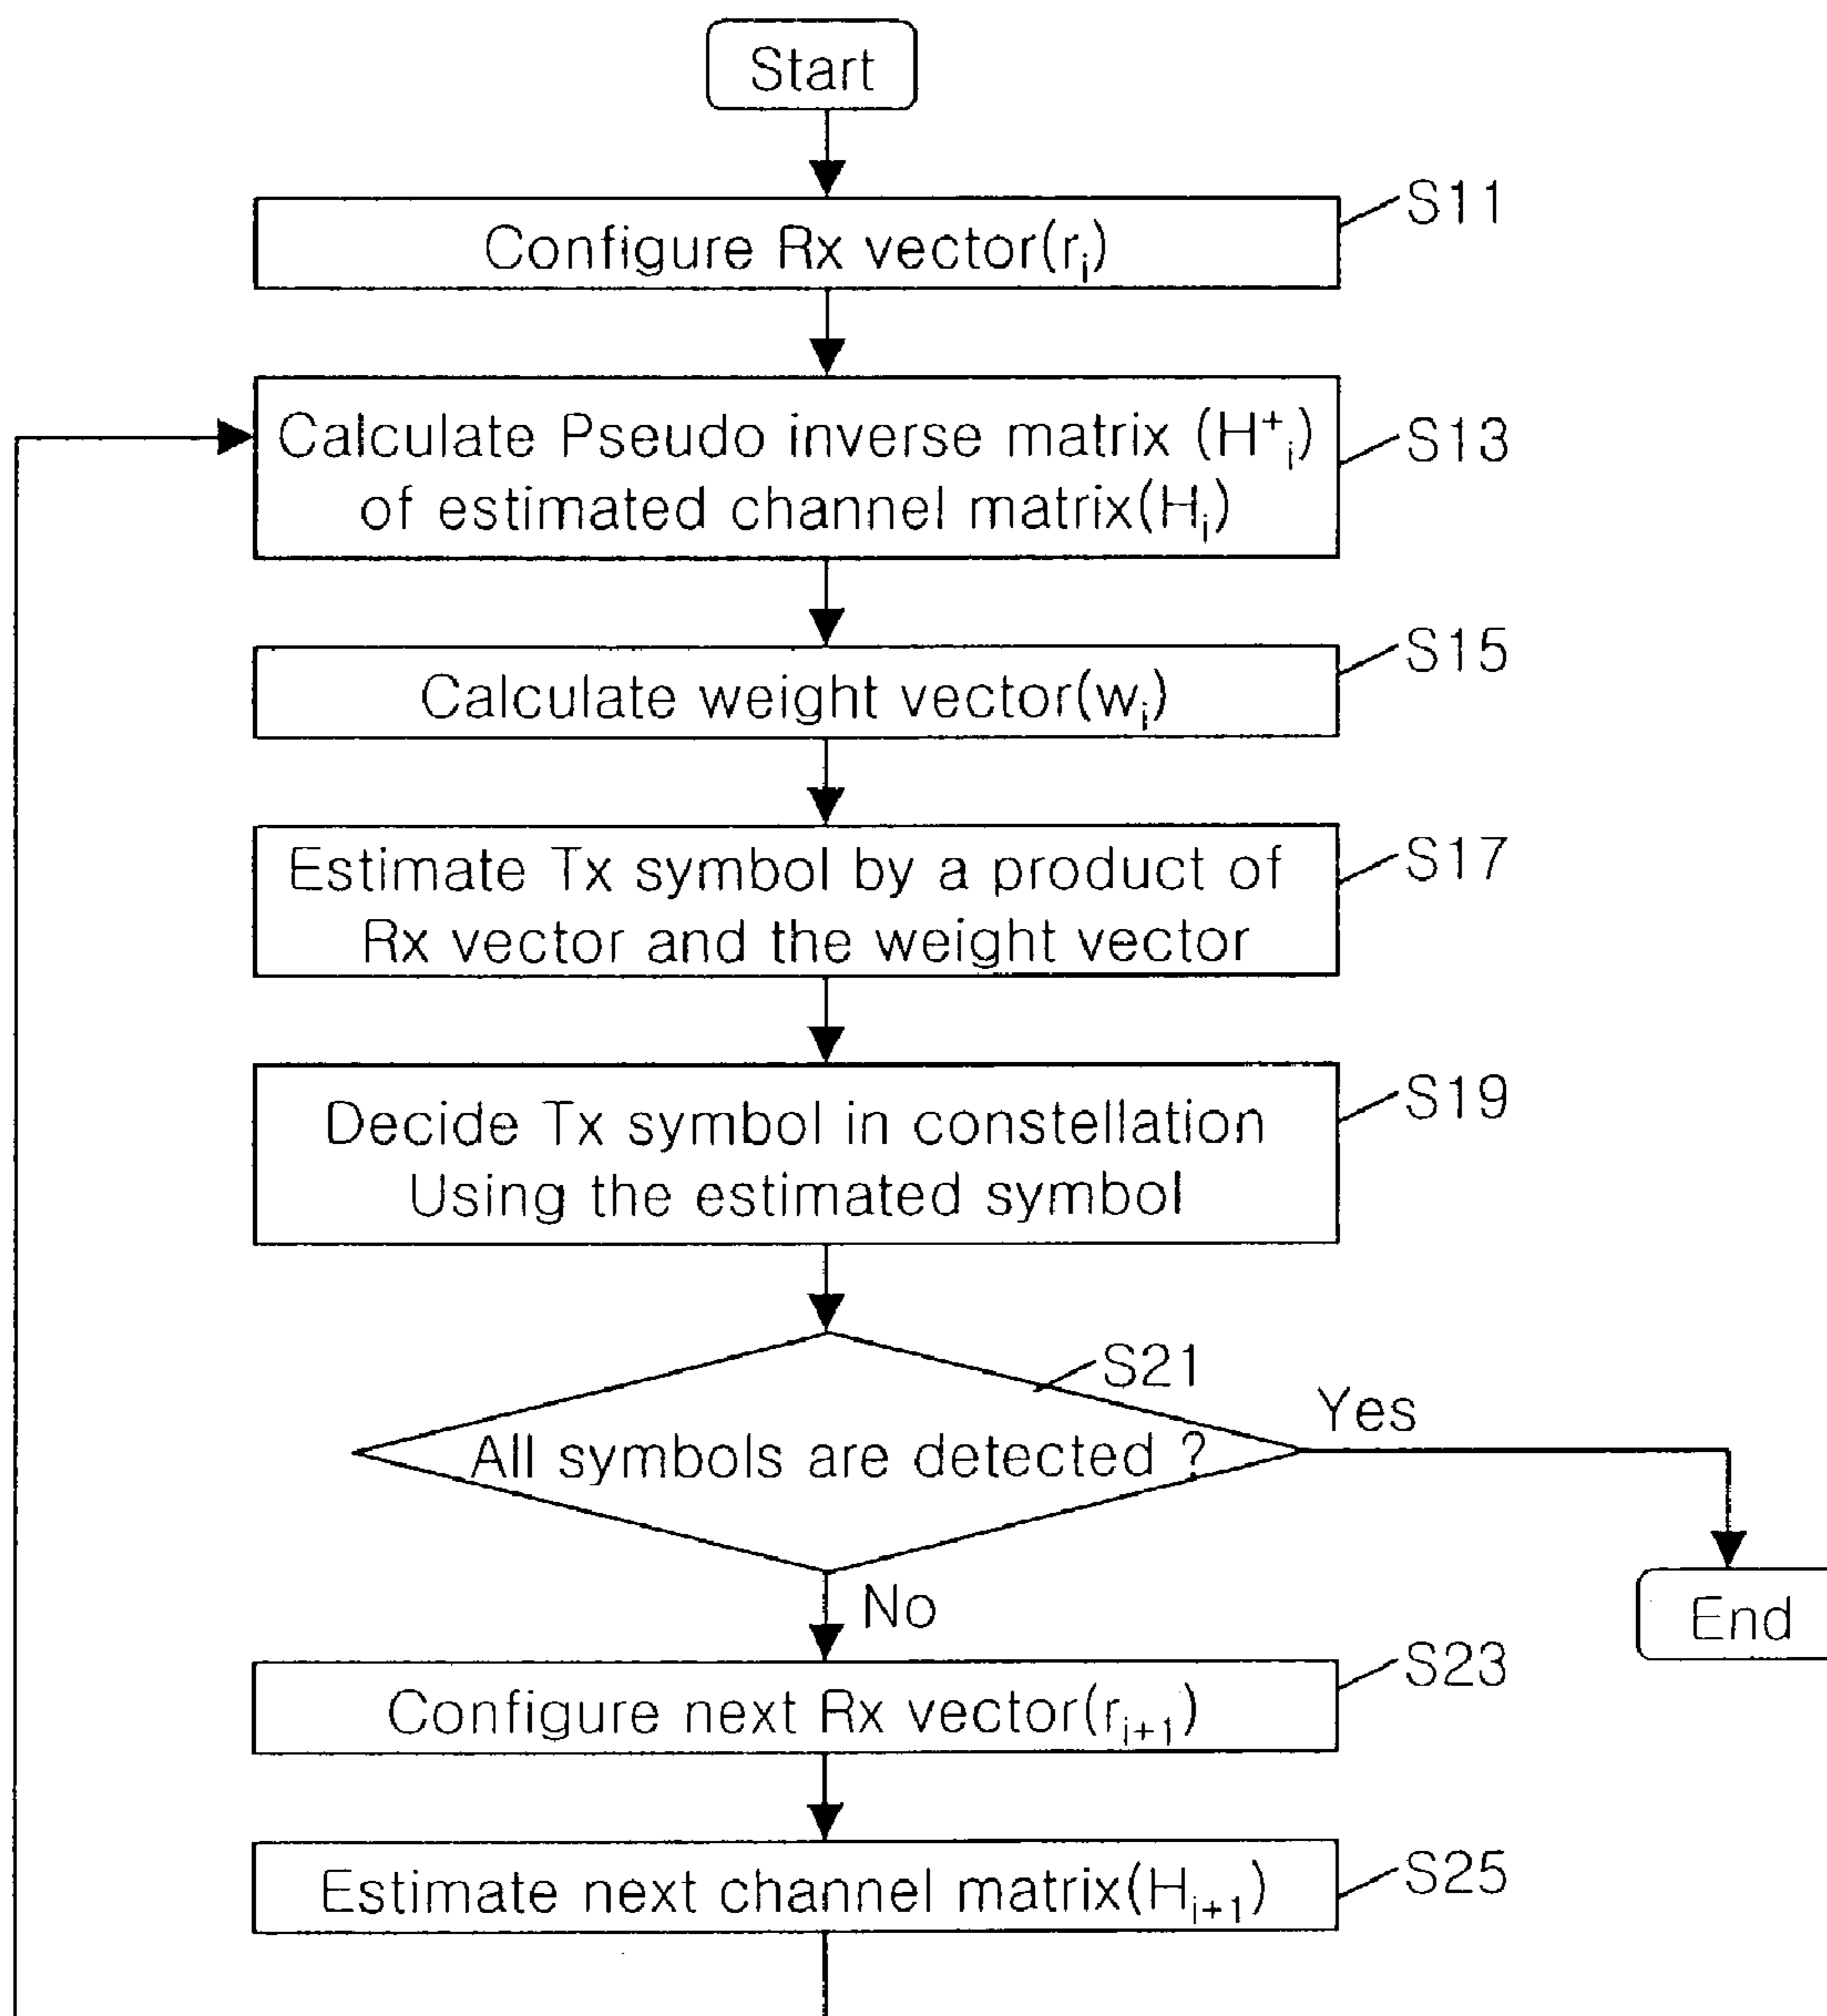 Start
S11
Configure Rx vector(rᵢ)
S13
Calculate Pseudo inverse matrix (H⁺ᵢ)
of estimated channel matrix(Hᵢ)
S15
Calculate weight vector(wᵢ)
S17
Estimate Tx symbol by a product of
Rx vector and the weight vector
S19
Decide Tx symbol in constellation
Using the estimated symbol
S21
Yes
All symbols are detected ?
No
End
S23
Configure next Rx vector(rᵢ₊₁)
S25
Estimate next channel matrix(Hᵢ₊₁)